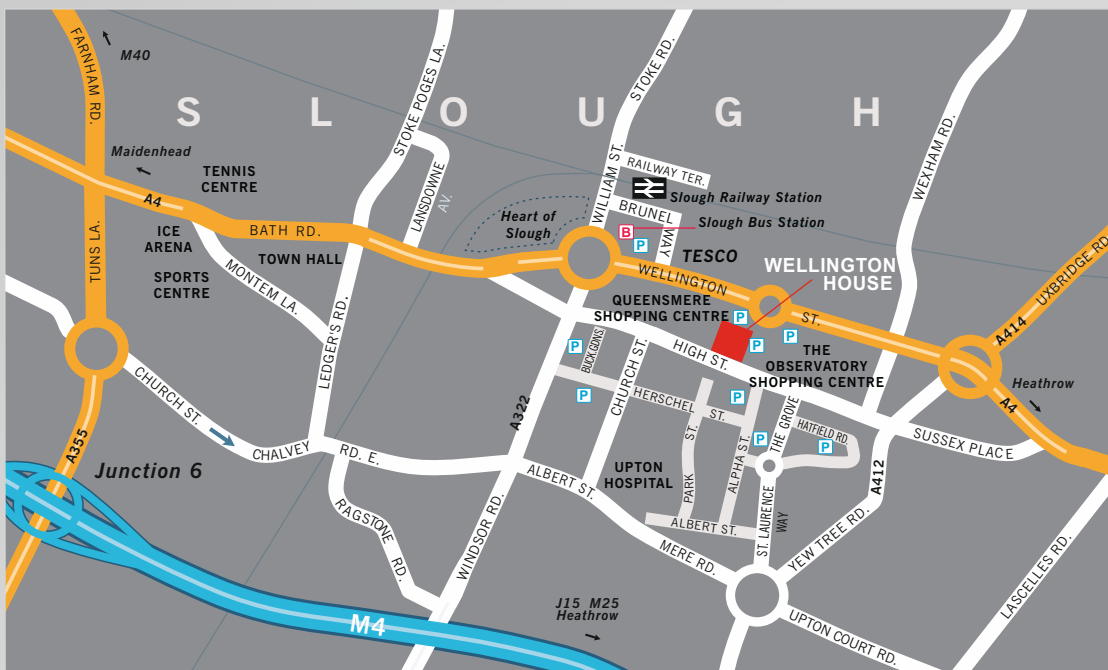 FARNHAM RD.
M40
S L O U G H
STOKE POGES LA.
STOKE RD.
WEXHAM RD.
Maidenhead
TENNIS
CENTRE
A4
LANSDOWNE
AV.
WILLIAM ST.
RAILWAY TER.
Slough Railway Station
BRUNEL
WAY
B
Slough Bus Station
P
Heart of
Slough
TUNS LA.
ICE
ARENA
BATH RD.
TOWN HALL
SPORTS
CENTRE
MONTEM LA.
TESCO
WELLINGTON
HOUSE
WELLINGTON
ST.
UXBRIDGE RD.
A414
QUEENSMERE
SHOPPING CENTRE
P
P
P
P
HIGH ST.
THE
OBSERVATORY
SHOPPING CENTRE
Heathrow
A4
LEDGERS RD.
BUCK GDNS
CHURCH ST.
P
P
HERSCHEL ST.
A322
CHURCH ST.
CHALVEY
RD. E.
A355
Junction 6
THE GROVE
HATFIELD RD
P
P
SUSSEX PLACE
A412
UPTON
HOSPITAL
PARK ST.
ALPHA ST.
ALBERT ST.
ALBERT ST.
ST. LAURENCE
WAY
RAGSTONE RD.
WINDSOR RD.
MERE RD.
YEW TREE RD.
LASCELLES RD.
UPTON COURT RD.
M4
J15 M25
Heathrow